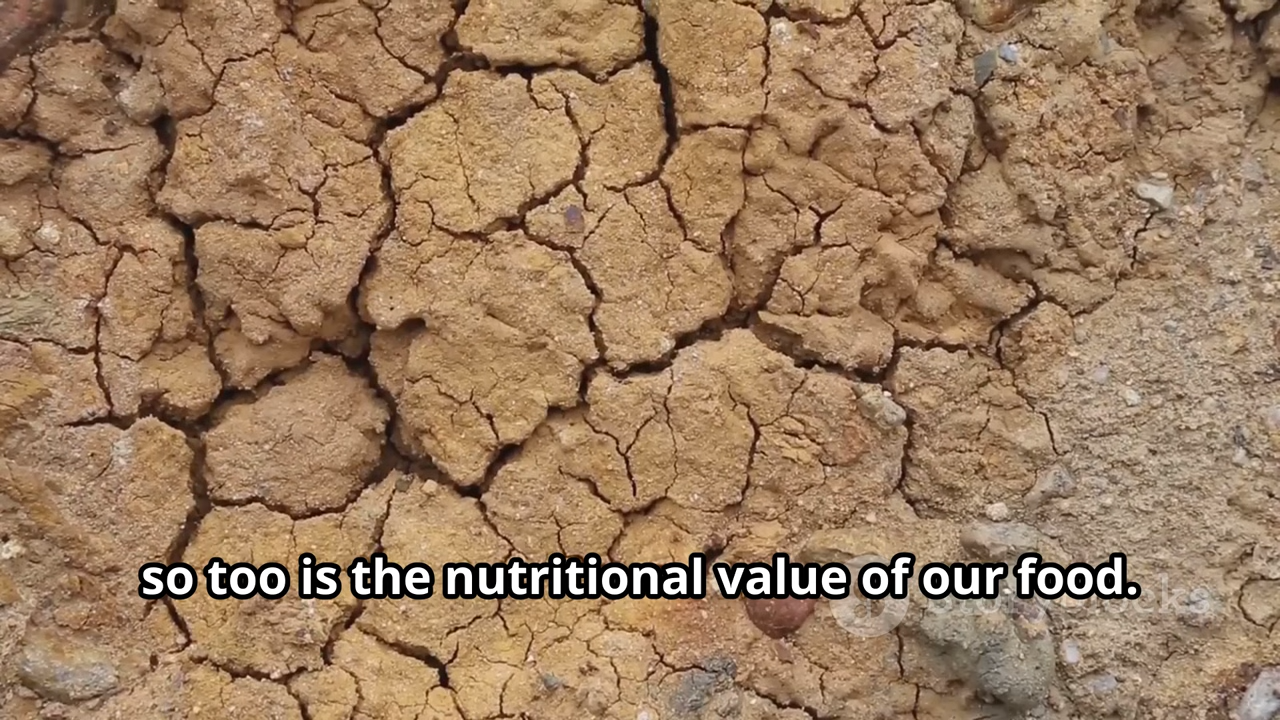 so too is the nutritional value of our food.